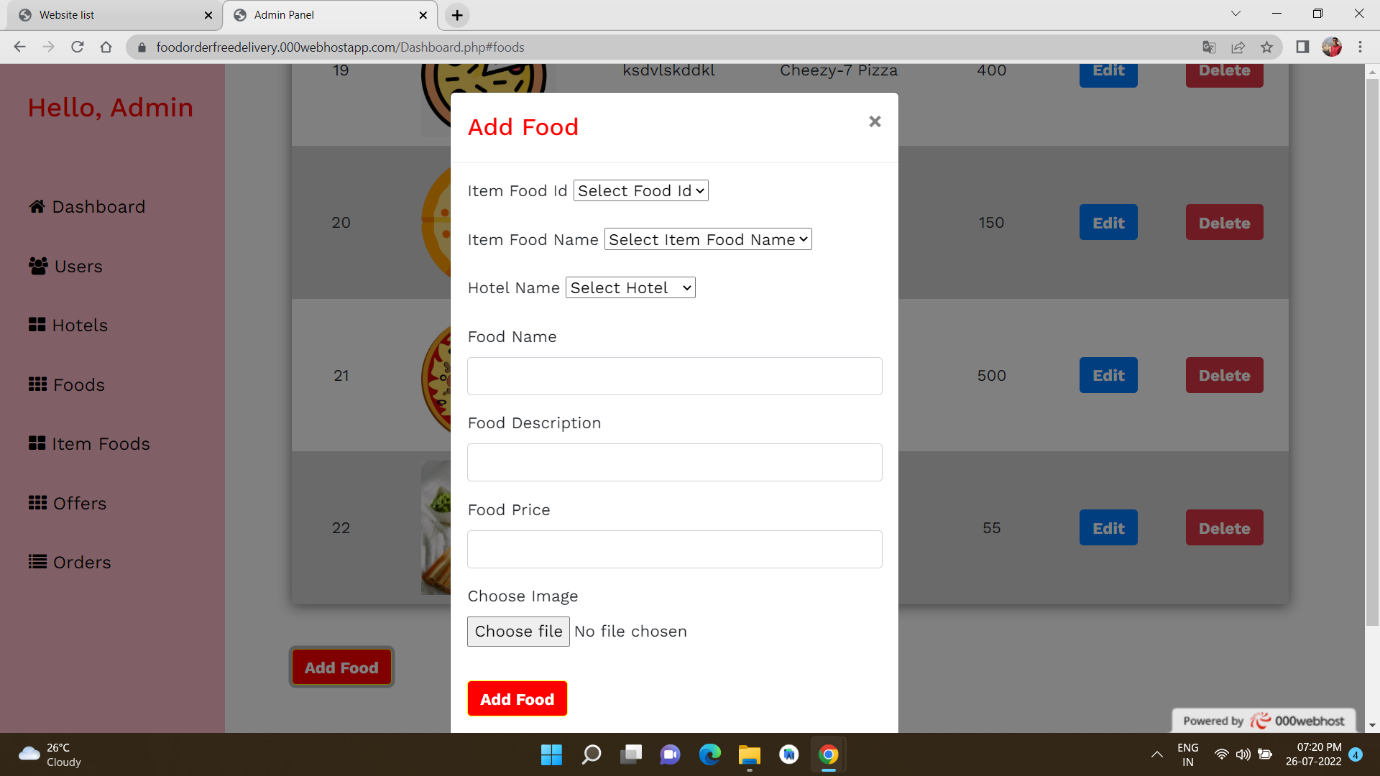 Website list
Admin Panel
foodorderfreedelivery.000webhostapp.com/Dashboard.php#foods
Hello, Admin
Dashboard
Users
Hotels
Foods
Item Foods
Offers
Orders
19 ksdvlskddkl Cheezy-7 Pizza 400 Edit Delete
20 150 Edit Delete
21 500 Edit Delete
22 55 Edit Delete
Add Food
Add Food ×
Item Food Id Select Food Id
Item Food Name Select Item Food Name
Hotel Name Select Hotel
Food Name
Food Description
Food Price
Choose Image
Choose file No file chosen
Add Food
Powered by 000webhost
26°C
Cloudy
ENG
IN
07:20 PM
26-07-2022
4